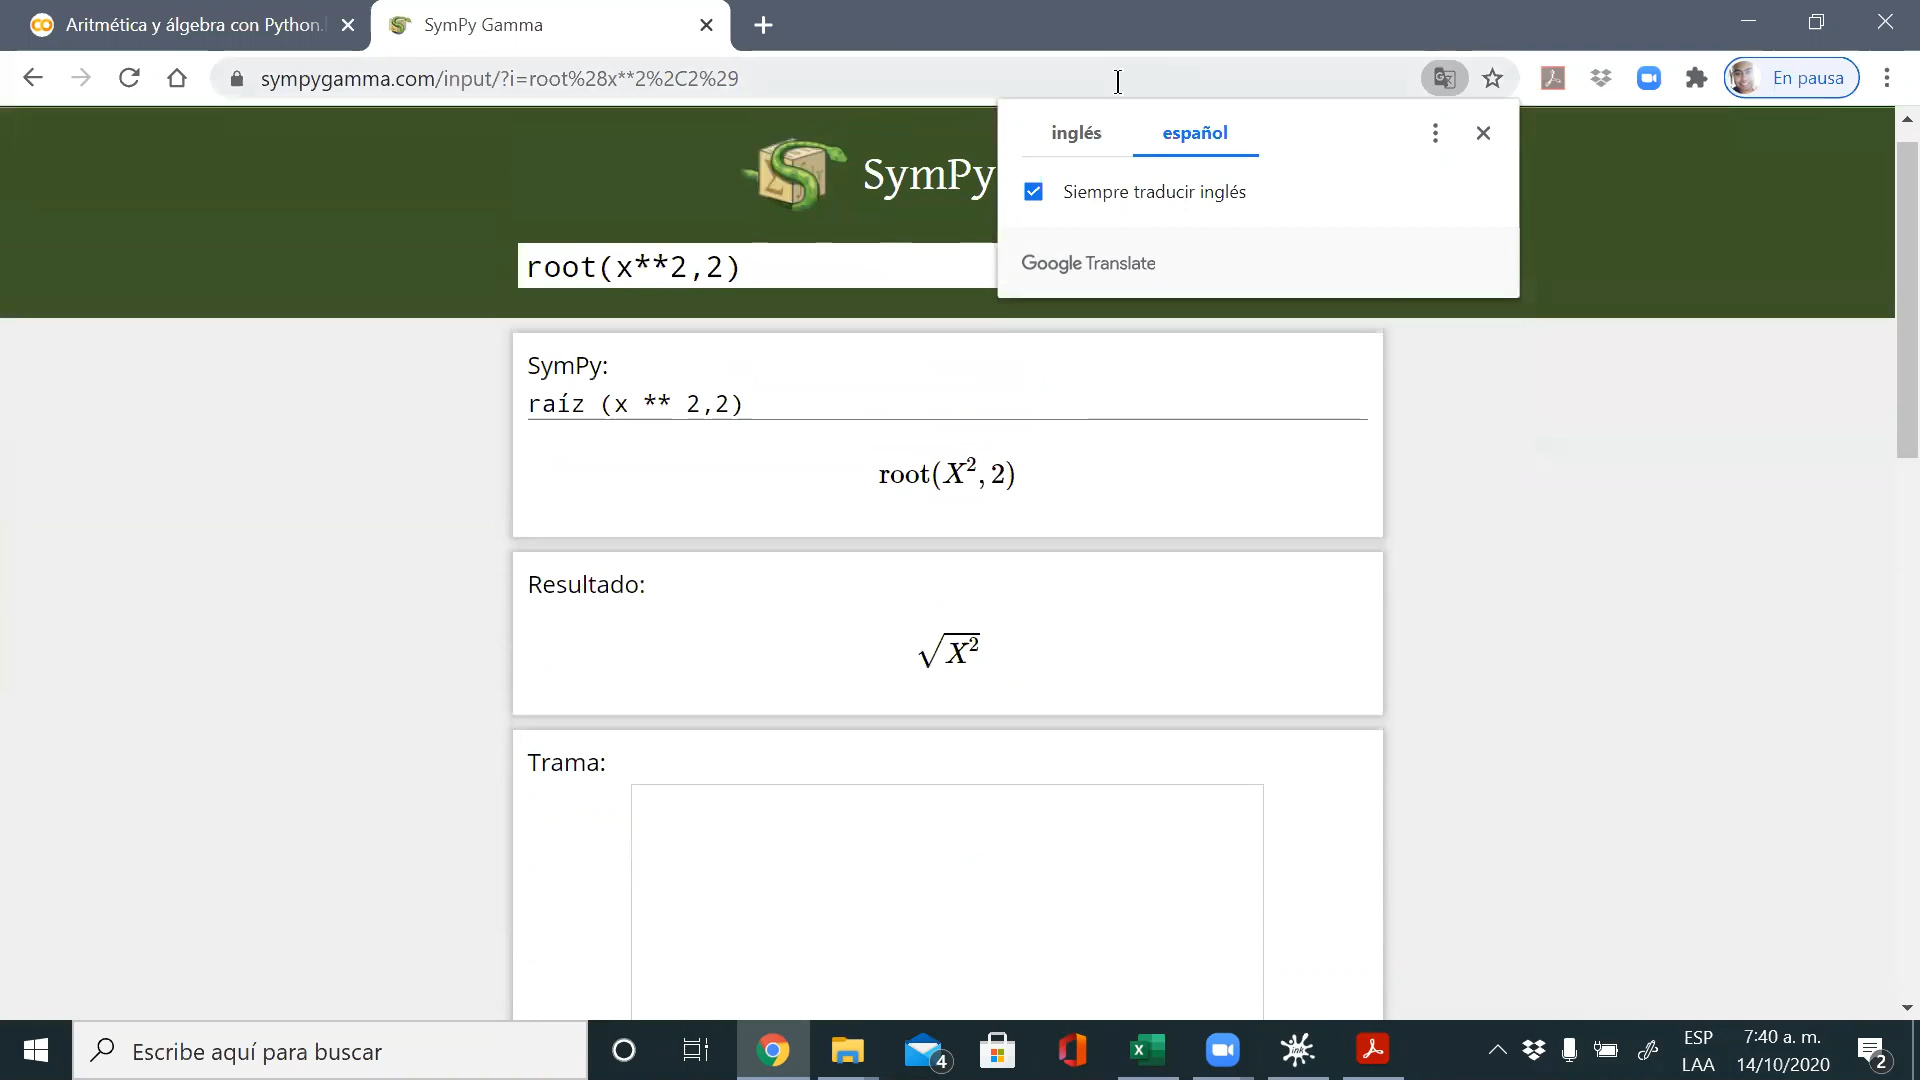 Aritmética y álgebra con Python.
SymPy Gamma
sympygamma.com/input/?i=root%28x**2%2C2%29
En pausa
inglés
español
Siempre traducir inglés
Google Translate
SymPy
root(x**2,2)
SymPy:
raíz (x ** 2,2)
root(X², 2)
Resultado:
√X²
Trama:
Escribe aquí para buscar
4
ESP
LAA
7:40 a. m.
14/10/2020
2